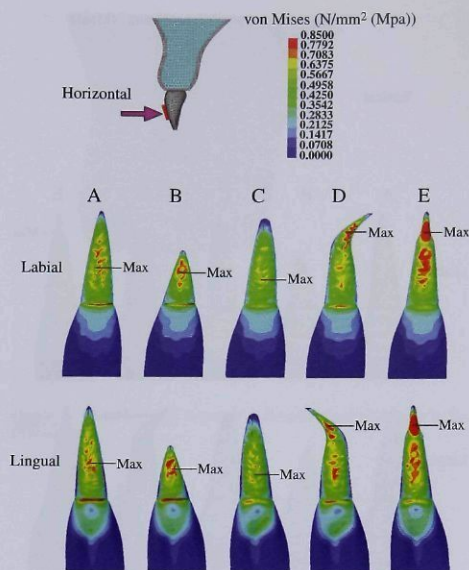 von Mises (N/mm² (Mpa))
0.8500
0.7792
0.7083
0.6375
0.5667
0.4958
0.4250
0.3542
0.2833
0.2125
0.1417
0.0708
0.0000
Horizontal
A B C D E
Labial Max Max Max Max Max
Lingual Max Max Max Max Max